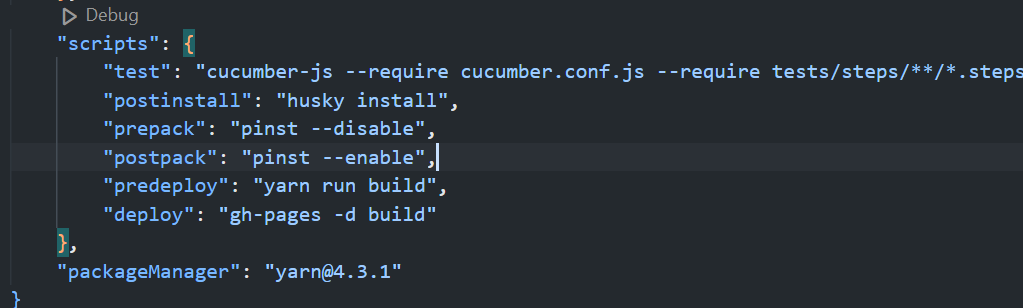 Debug
"scripts": {
"test": "cucumber-js --require cucumber.conf.js --require tests/steps/**/*.steps
"postinstall": "husky install",
"prepack": "pinst --disable",
"postpack": "pinst --enable",
"predeploy": "yarn run build",
"deploy": "gh-pages -d build"
},
"packageManager": "yarn@4.3.1"
}